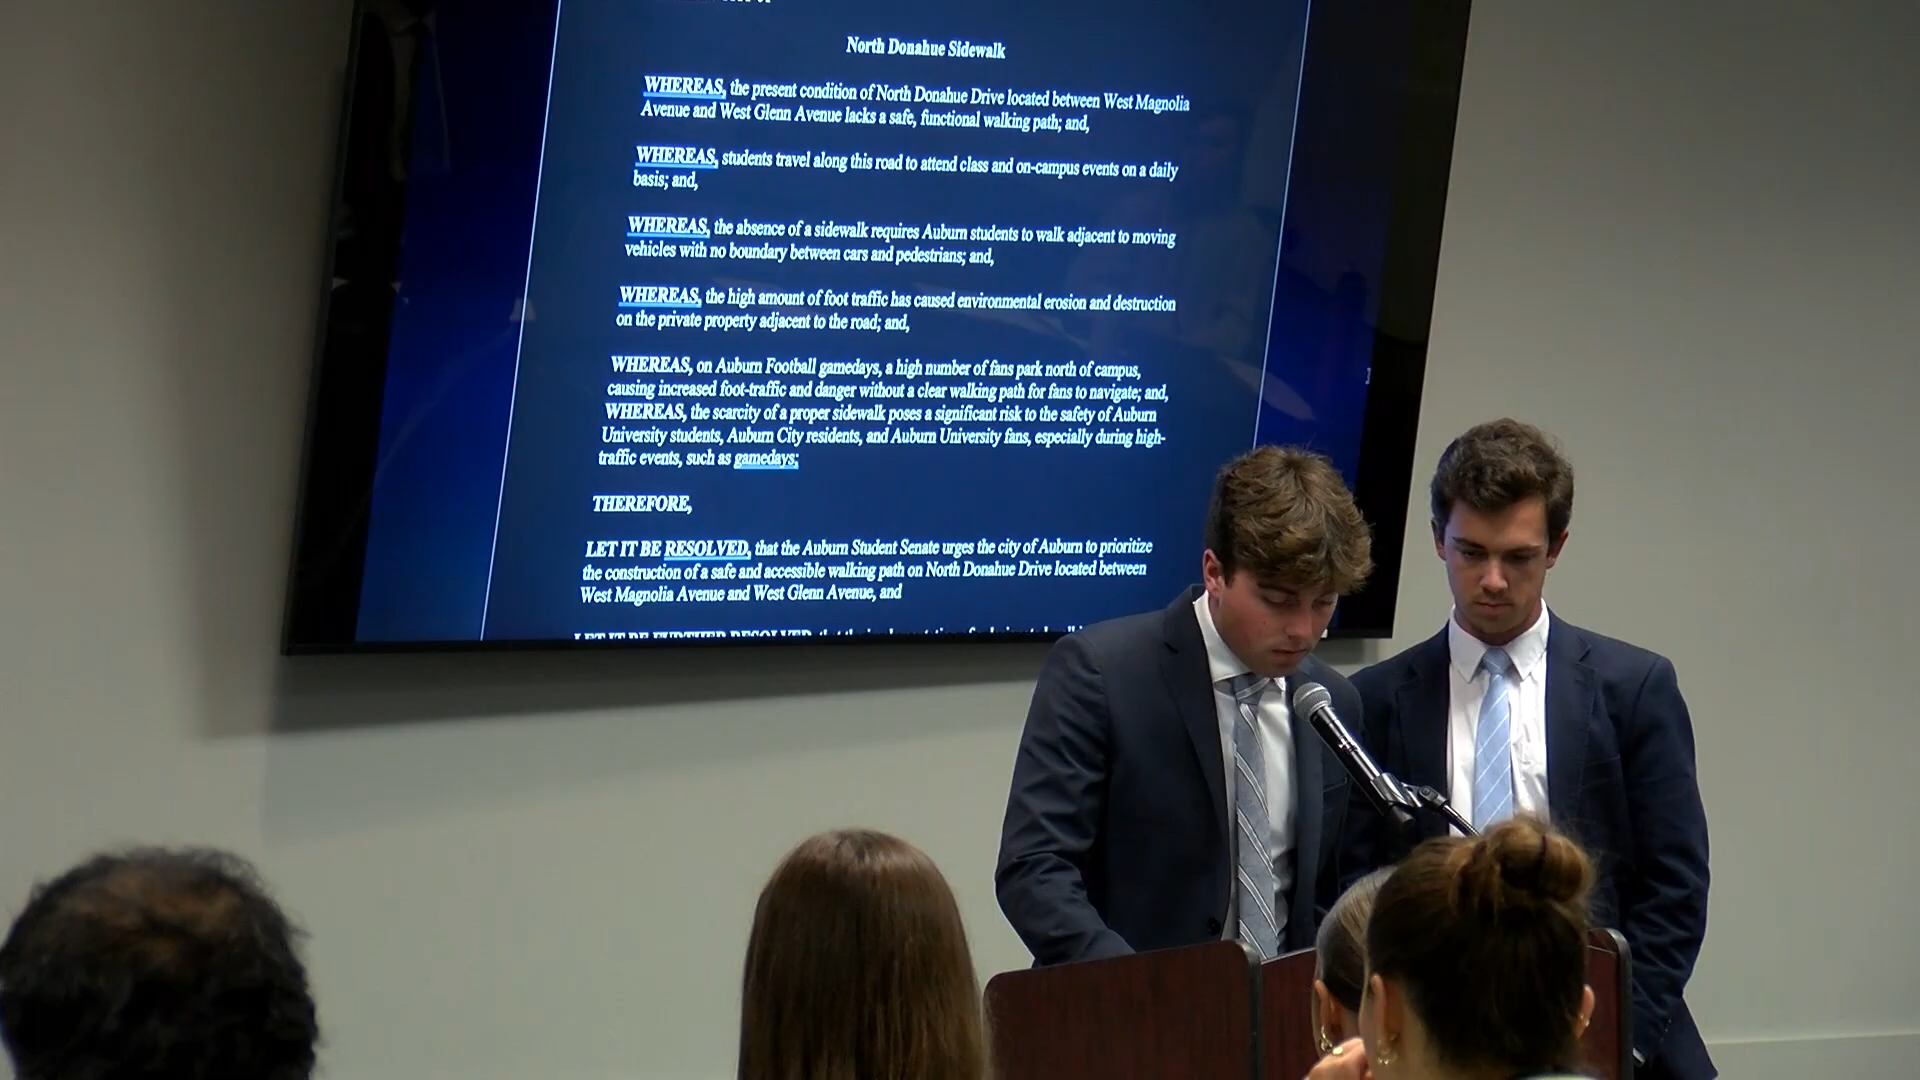 North Donahue Sidewalk
WHEREAS, the present condition of North Donahue Drive located between West Magnolia
Avenue and West Glenn Avenue lacks a safe, functional walking path; and,
WHEREAS, students travel along this road to attend class and on-campus events on a daily
basis; and,
WHEREAS, the absence of a sidewalk requires Auburn students to walk adjacent to moving
vehicles with no boundary between cars and pedestrians; and,
WHEREAS, the high amount of foot traffic has caused environmental erosion and destruction
on the private property adjacent to the road; and,
WHEREAS, on Auburn Football gamedays, a high number of fans park north of campus,
causing increased foot-traffic and danger without a clear walking path for fans to navigate; and,
WHEREAS, the scarcity of a proper sidewalk poses a significant risk to the safety of Auburn
University students, Auburn City residents, and Auburn University fans, especially during high-
traffic events, such as gamedays;
THEREFORE,
LET IT BE RESOLVED, that the Auburn Student Senate urges the city of Auburn to prioritize
the construction of a safe and accessible walking path on North Donahue Drive located between
West Magnolia Avenue and West Glenn Avenue, and
LET IT BE FURTHER RESOLVED, that the